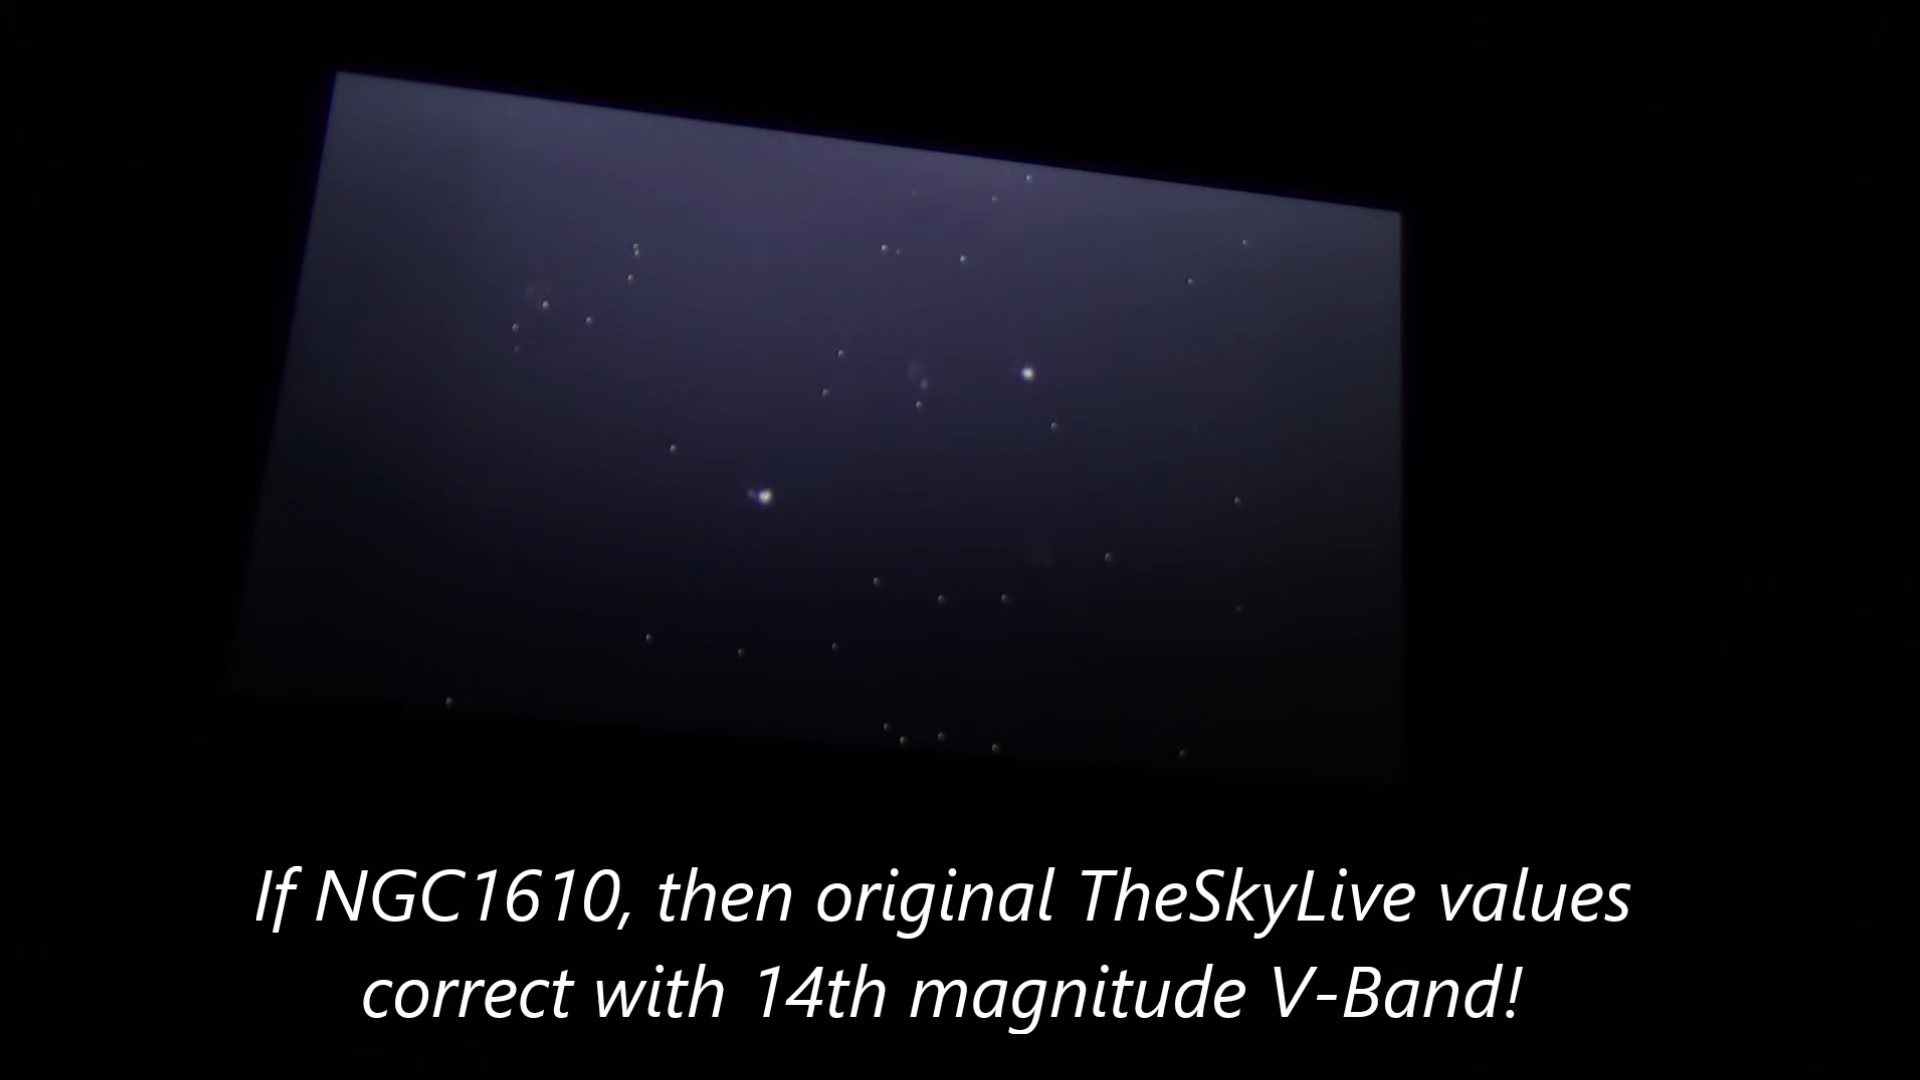 If NGC1610, then original TheSkyLive values
correct with 14th magnitude V-Band!